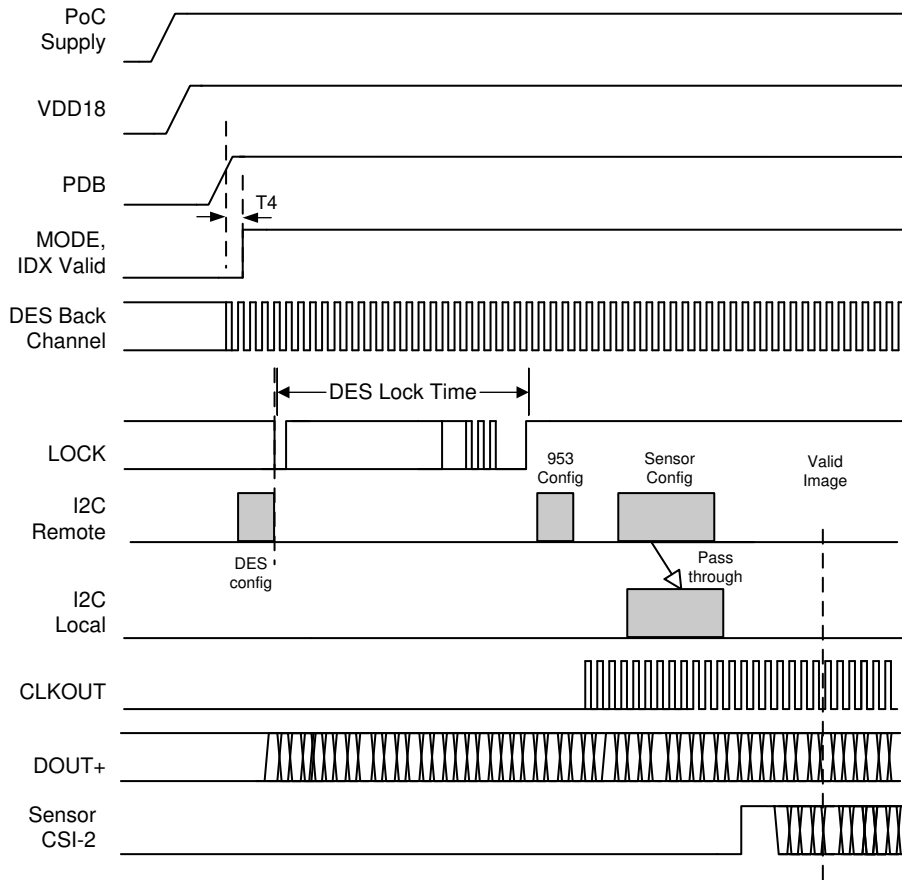 PoC
Supply
VDD18
PDB
T4
MODE,
IDX Valid
DES Back
Channel
DES Lock Time
LOCK
953
Config
Sensor
Config
Valid
Image
I2C
Remote
DES
config
Pass
through
I2C
Local
CLKOUT
DOUT+
Sensor
CSI-2